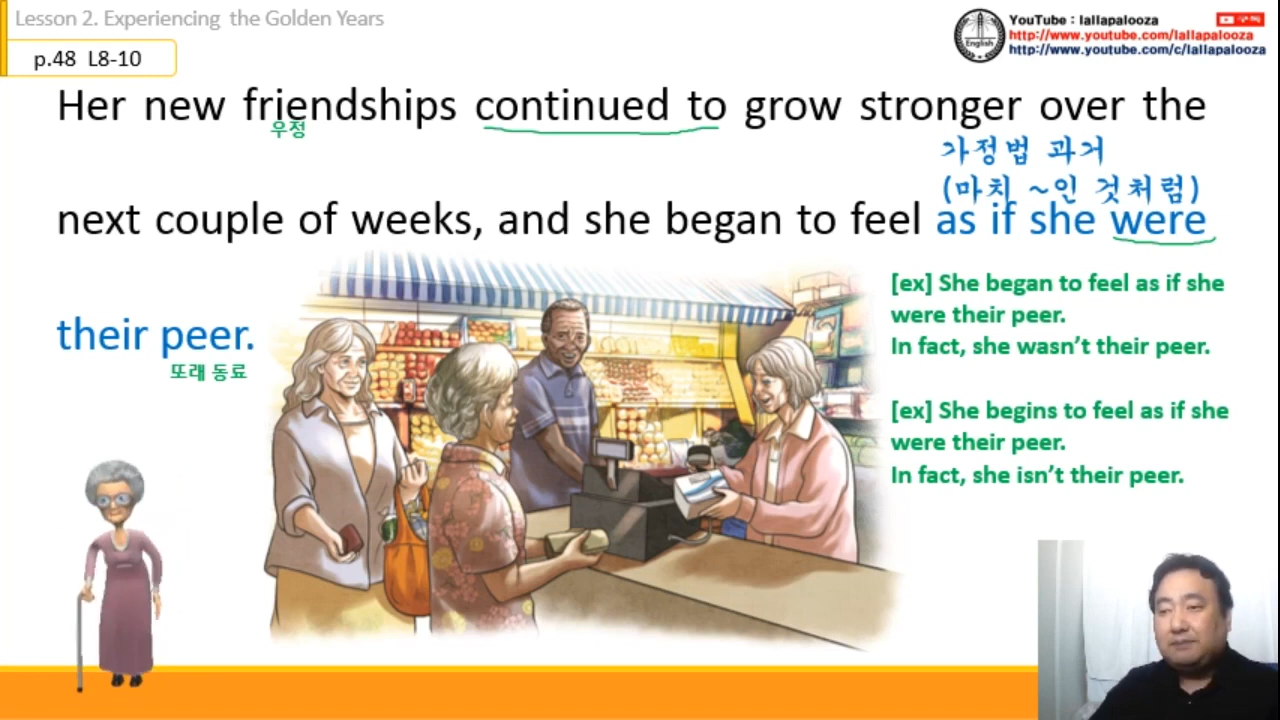 Lesson 2. Experiencing the Golden Years
YouTube : lallapalooza
구독
http://www.youtube.com/lallapalooza
http://www.youtube.com/c/lallapalooza
English
p.48 L8-10
Her new friendships continued to grow stronger over the
우정
가정법 과거
(마치 ~인 것처럼)
next couple of weeks, and she began to feel as if she were
their peer.
또래 동료
[ex] She began to feel as if she
were their peer.
In fact, she wasn't their peer.
[ex] She begins to feel as if she
were their peer.
In fact, she isn't their peer.